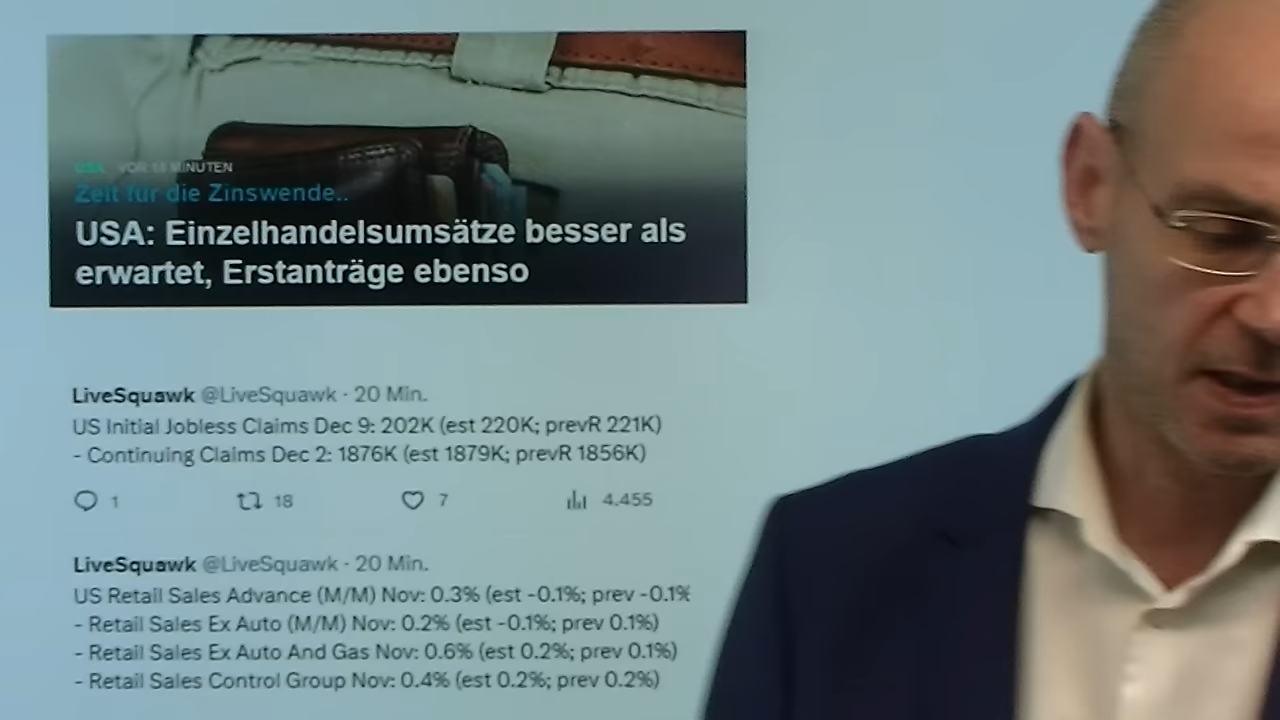 USA VOR 15 MINUTEN
Zeit für die Zinswende..
USA: Einzelhandelsumsätze besser als
erwartet, Erstanträge ebenso
LiveSquawk @LiveSquawk · 20 Min.
US Initial Jobless Claims Dec 9: 202K (est 220K; prevR 221K)
- Continuing Claims Dec 2: 1876K (est 1879K; prevR 1856K)
1 18 7 4.455
LiveSquawk @LiveSquawk · 20 Min.
US Retail Sales Advance (M/M) Nov: 0.3% (est -0.1%; prev -0.1%
- Retail Sales Ex Auto (M/M) Nov: 0.2% (est -0.1%; prev 0.1%)
- Retail Sales Ex Auto And Gas Nov: 0.6% (est 0.2%; prev 0.1%)
- Retail Sales Control Group Nov: 0.4% (est 0.2%; prev 0.2%)